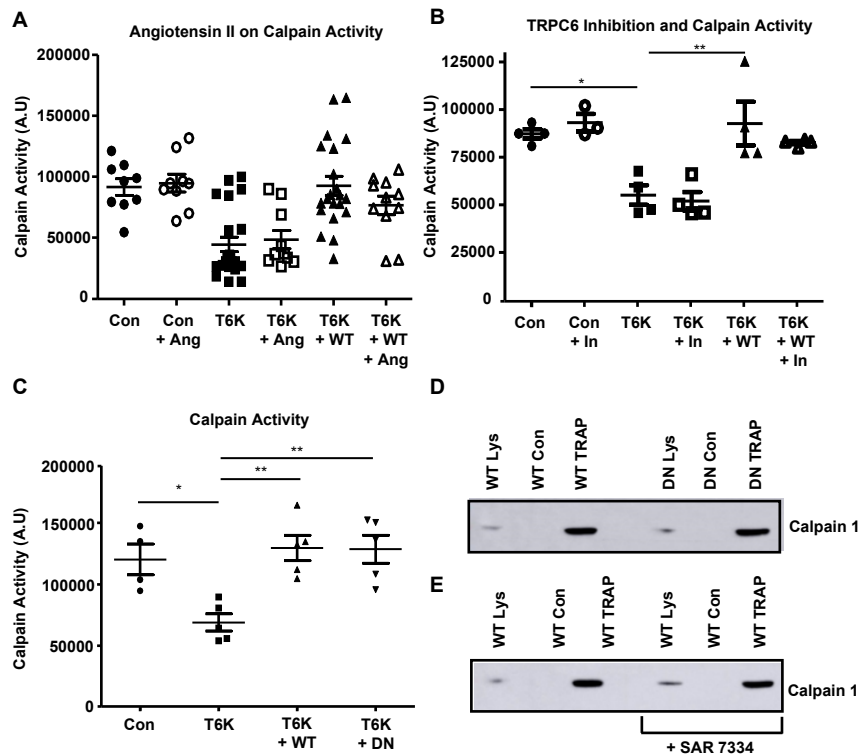 A
Angiotensin II on Calpain Activity
Calpain Activity (A.U)
200000
150000
100000
50000
0
Con
Con + Ang
T6K
T6K + Ang
T6K + WT
T6K + WT + Ang
B
TRPC6 Inhibition and Calpain Activity
Calpain Activity (A.U)
125000
100000
75000
50000
25000
0
*
**
Con
Con + In
T6K
T6K + In
T6K + WT
T6K + WT + In
C
Calpain Activity
Calpain Activity (A.U)
200000
150000
100000
50000
0
*
**
**
Con
T6K
T6K + WT
T6K + DN
D
WT Lys
WT Con
WT TRAP
DN Lys
DN Con
DN TRAP
Calpain 1
E
WT Lys
WT Con
WT TRAP
WT Lys
WT Con
WT TRAP
Calpain 1
+ SAR 7334